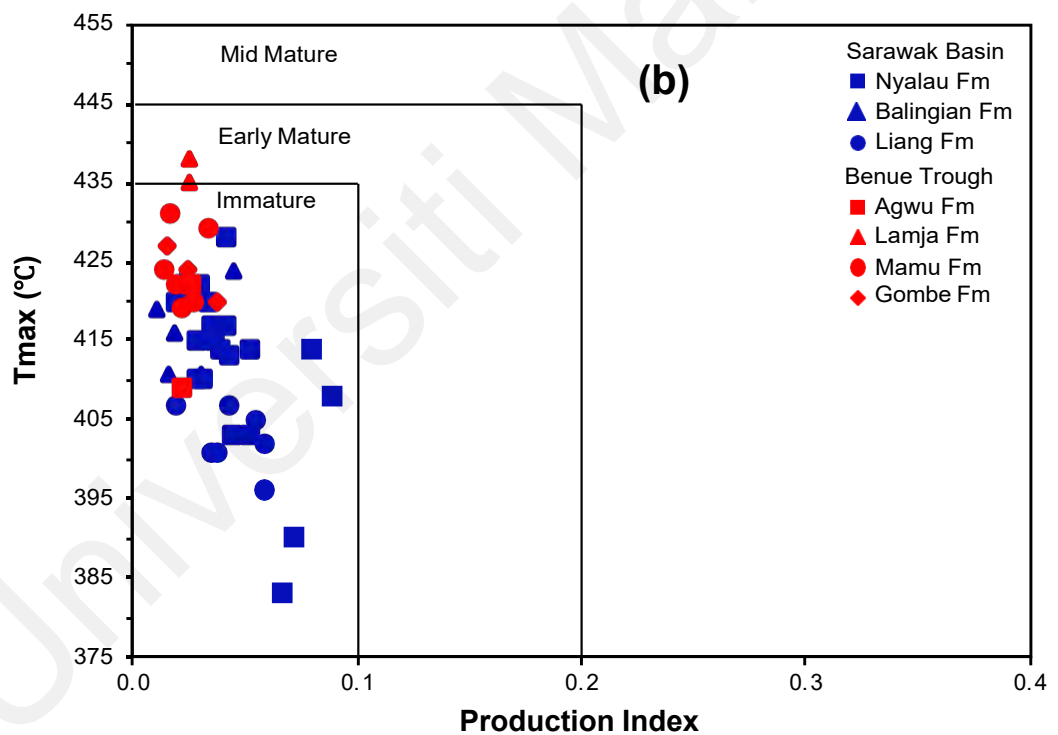 455
445
435
425
415
405
395
385
375
Tmax (°C)
Mid Mature
Early Mature
Immature
(b)
Sarawak Basin
Nyalau Fm
Balingian Fm
Liang Fm
Benue Trough
Agwu Fm
Lamja Fm
Mamu Fm
Gombe Fm
0.0 0.1 0.2 0.3 0.4
Production Index
Universiti Ma